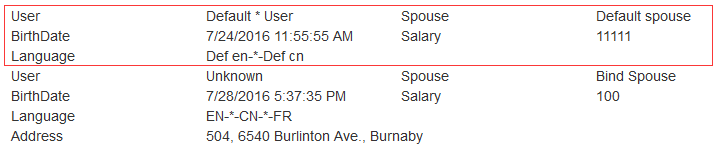 User Default * User Spouse Default spouse
BirthDate 7/24/2016 11:55:55 AM Salary 11111
Language Def en-*-Def cn
User Unknown Spouse Bind Spouse
BirthDate 7/28/2016 5:37:35 PM Salary 100
Language EN-*-CN-*-FR
Address 504, 6540 Burlinton Ave., Burnaby